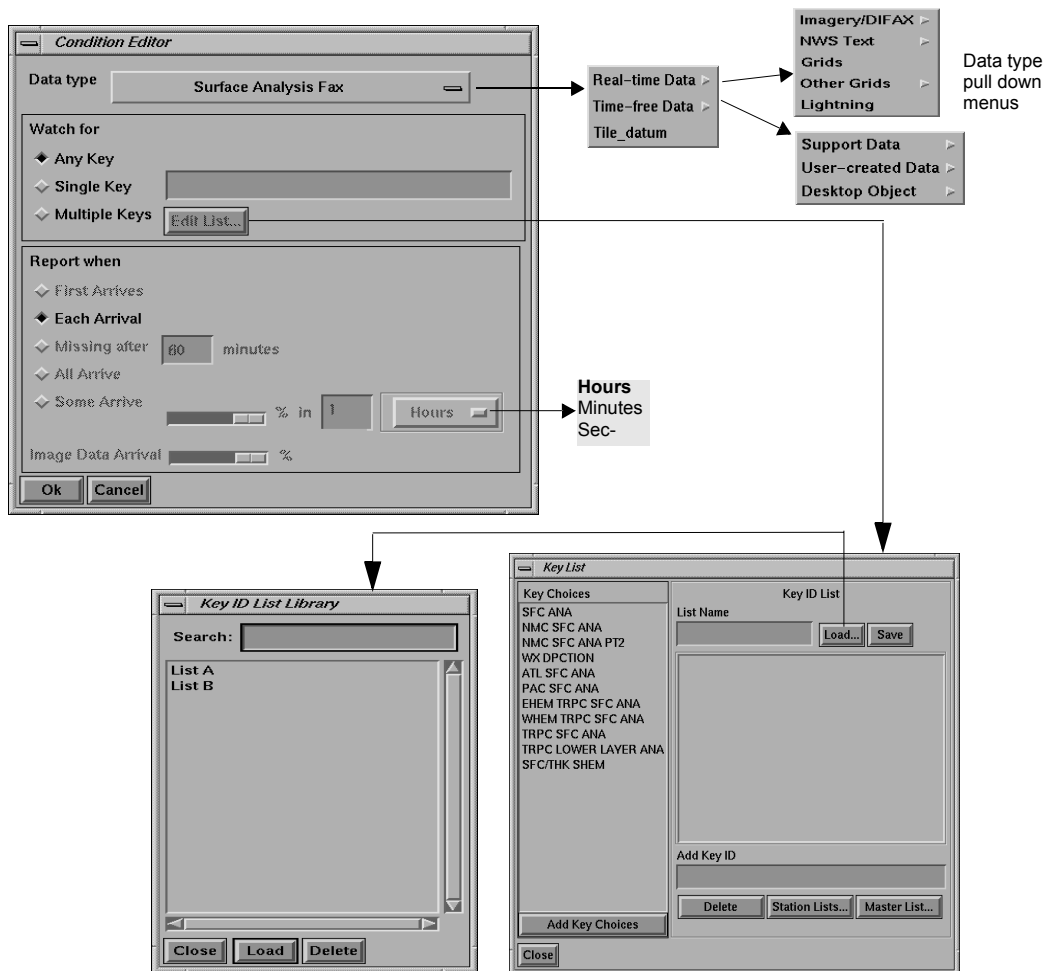 Condition Editor
Data type
Surface Analysis Fax
Watch for
Any Key
Single Key
Multiple Keys
Edit List...
Report when
First Arrives
Each Arrival
Missing after 60 minutes
All Arrive
Some Arrive % in 1 Hours
Image Data Arrival %
Ok Cancel
Real-time Data
Time-free Data
Tile_datum
Imagery/DIFAX
NWS Text
Grids
Other Grids
Lightning
Support Data
User-created Data
Desktop Object
Data type
pull down
menus
Hours
Minutes
Sec-
Key ID List Library
Search:
List A
List B
Close Load Delete
Key List
Key Choices
SFC ANA
NMC SFC ANA
NMC SFC ANA PT2
WX DPCTION
ATL SFC ANA
PAC SFC ANA
EHEM TRPC SFC ANA
WHEM TRPC SFC ANA
TRPC SFC ANA
TRPC LOWER LAYER ANA
SFC/THK SHEM
Add Key Choices
Key ID List
List Name
Load... Save
Add Key ID
Delete Station Lists... Master List...
Close